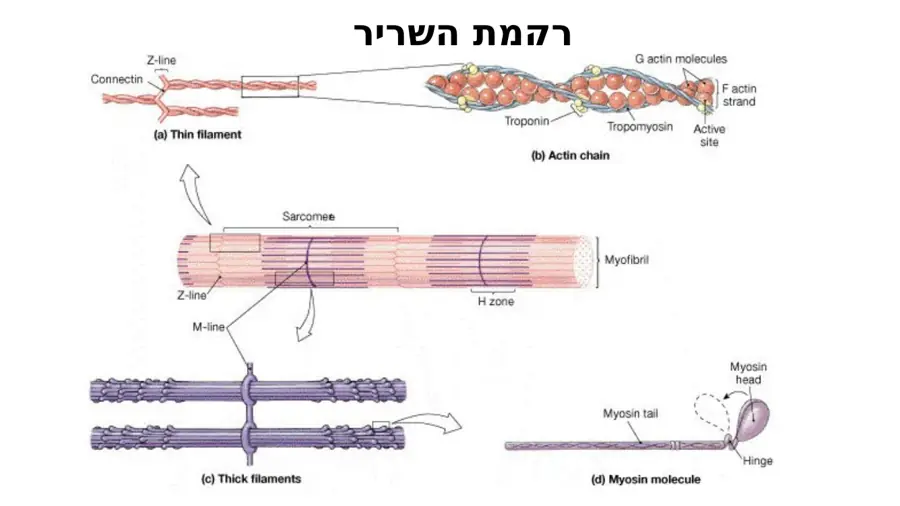 רקמת השריר
Z-line
Connectin
(a) Thin filament
G actin molecules
F actin
strand
Troponin
Tropomyosin
Active
site
(b) Actin chain
Sarcomere
Myofibril
Z-line
H zone
M-line
(c) Thick filaments
Myosin
head
Myosin tail
Hinge
(d) Myosin molecule